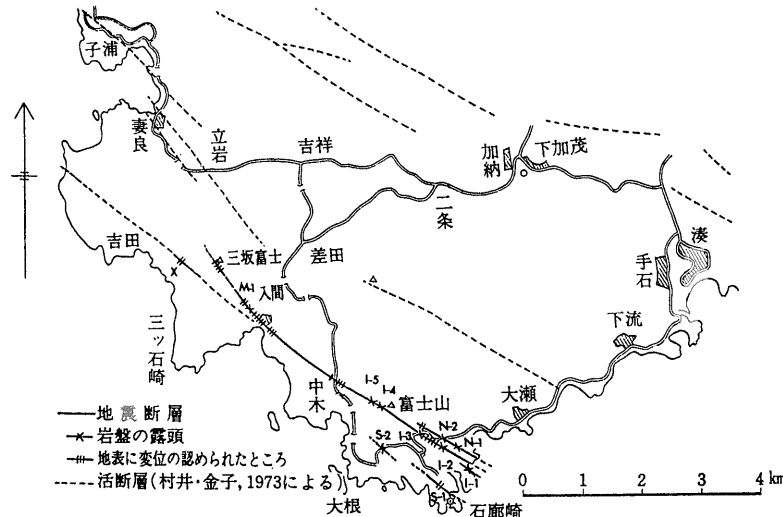 子浦
妻良
立岩
吉祥
加納
下加茂
二条
吉田
三坂富士
差田
手石
湊
M-1
入間
三ッ石崎
下流
中木
I-5
I-4
富士山
大瀬
S-2
I-3
N-2
N-1
I-2
I-1
S-1
大根
石廊崎
地震断層
岩盤の露頭
地表に変位の認められたところ
活断層(村井・金子,1973による)
0 1 2 3 4 km